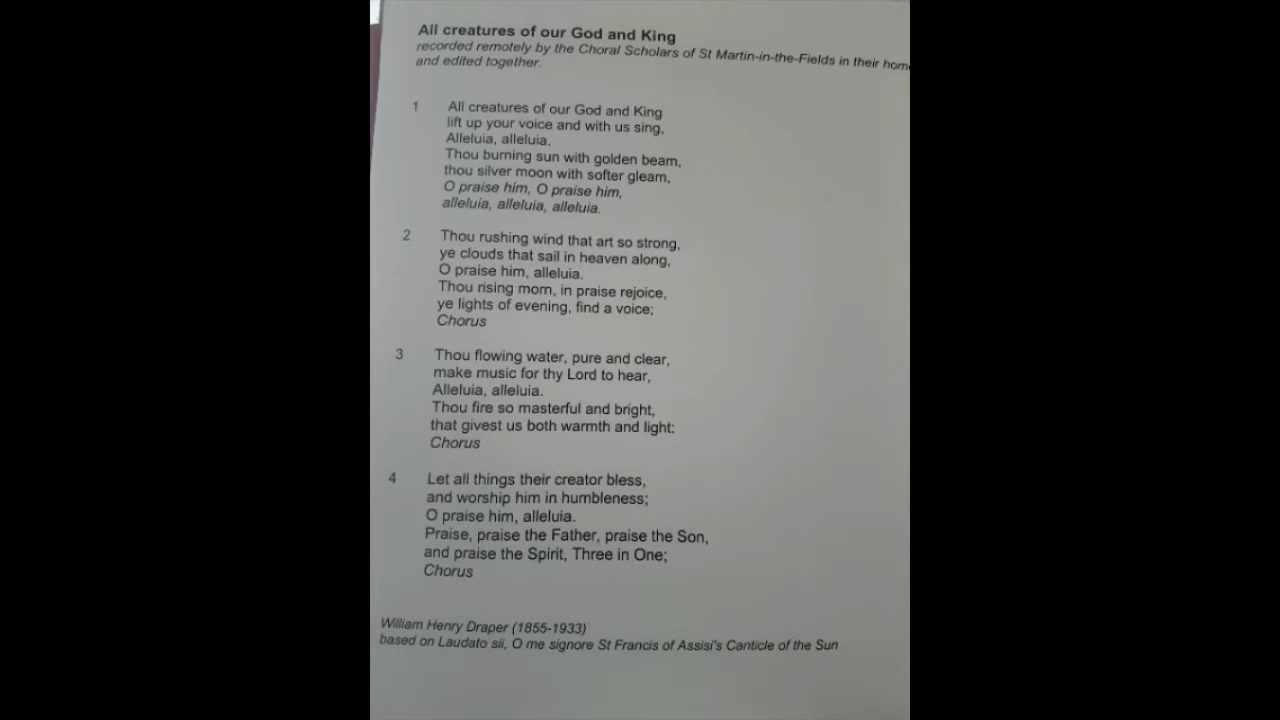 All creatures of our God and King
recorded remotely by the Choral Scholars of St Martin-in-the-Fields in their
and edited together.
1 All creatures of our God and King
lift up your voice and with us sing,
Alleluia, alleluia.
Thou burning sun with golden beam,
thou silver moon with softer gleam,
O praise him, O praise him,
alleluia, alleluia, alleluia.
2 Thou rushing wind that art so strong,
ye clouds that sail in heaven along,
O praise him, alleluia.
Thou rising morn, in praise rejoice,
ye lights of evening, find a voice;
Chorus
3 Thou flowing water, pure and clear,
make music for thy Lord to hear,
Alleluia, alleluia.
Thou fire so masterful and bright,
that givest us both warmth and light:
Chorus
4 Let all things their creator bless,
and worship him in humbleness;
O praise him, alleluia.
Praise, praise the Father, praise the Son,
and praise the Spirit, Three in One;
Chorus
William Henry Draper (1855-1933)
based on Laudato sii, O me signore St Francis of Assisi's Canticle of the Sun